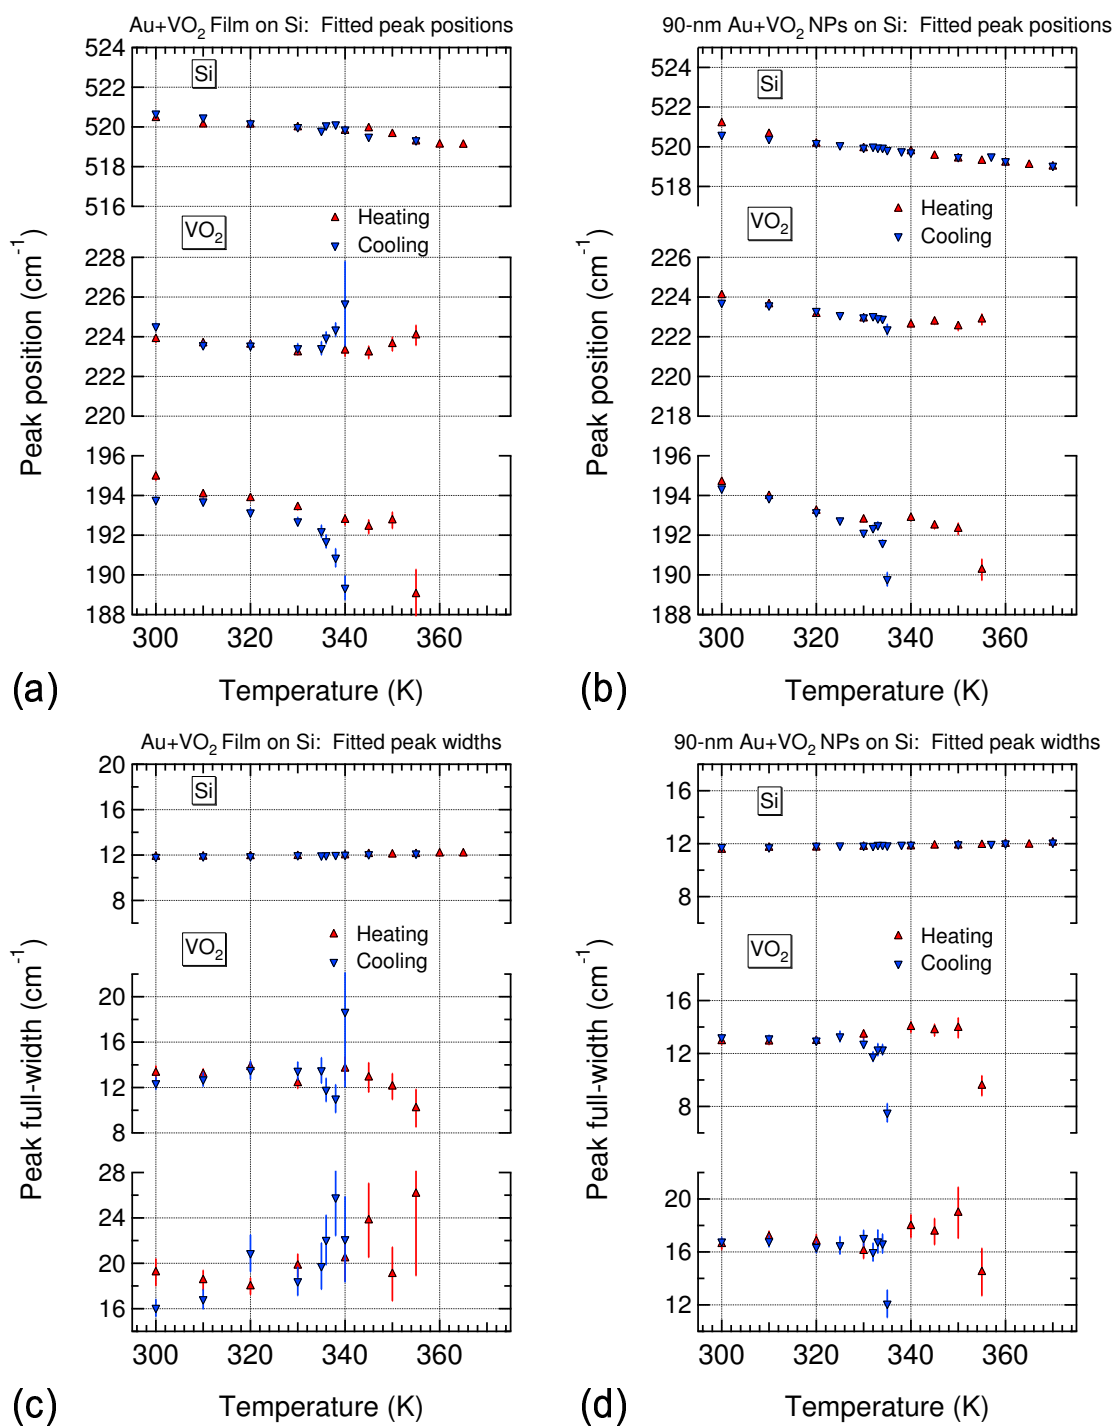 Au+VO2 Film on Si: Fitted peak positions
524
522
520
518
516
Si
VO2
Heating
Cooling
228
226
224
222
220
196
194
192
190
188
300
320
340
360
Peak position (cm-1)
(a)
Temperature (K)
90-nm Au+VO2 NPs on Si: Fitted peak positions
524
522
520
518
Si
VO2
Heating
Cooling
226
224
222
218
196
194
192
190
188
300
320
340
360
Peak position (cm-1)
(b)
Temperature (K)
Au+VO2 Film on Si: Fitted peak widths
20
16
12
8
Si
VO2
Heating
Cooling
20
16
12
8
28
24
20
16
300
320
340
360
Peak full-width (cm-1)
(c)
Temperature (K)
90-nm Au+VO2 NPs on Si: Fitted peak widths
16
12
8
Si
VO2
Heating
Cooling
16
12
8
20
16
12
300
320
340
360
Peak full-width (cm-1)
(d)
Temperature (K)